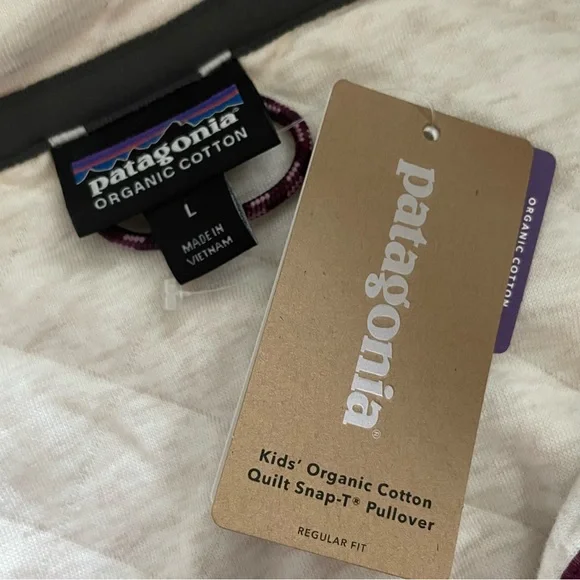 patagonia®
ORGANIC COTTON
L
MADE IN
VIETNAM
patagonia®
Kids' Organic Cotton
Quilt Snap-T® Pullover
REGULAR FIT
ORGANIC COTTON